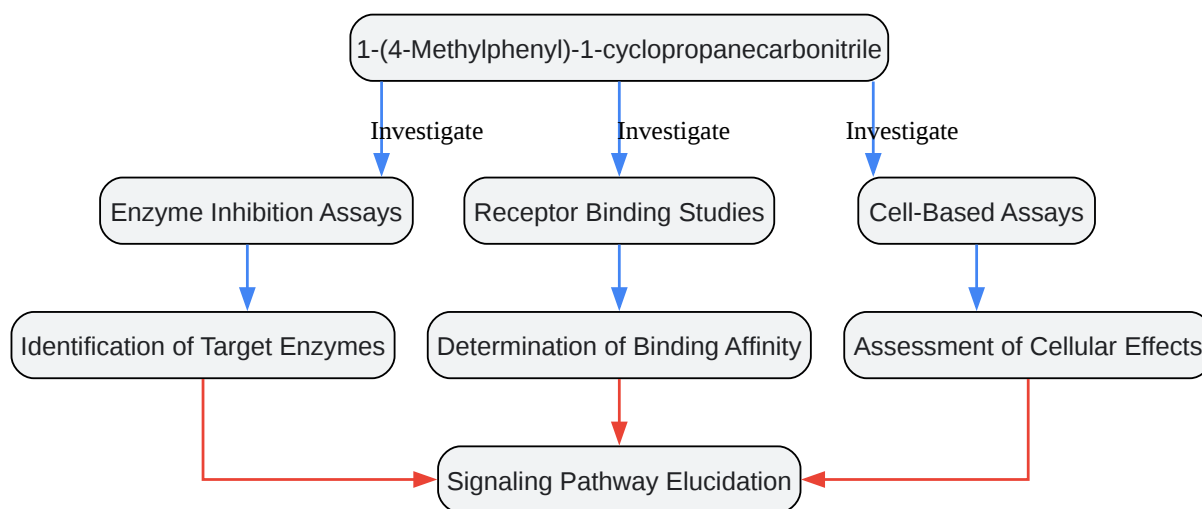 1-(4-Methylphenyl)-1-cyclopropanecarbonitrile
Investigate
Investigate
Investigate
Enzyme Inhibition Assays
Receptor Binding Studies
Cell-Based Assays
Identification of Target Enzymes
Determination of Binding Affinity
Assessment of Cellular Effects
Signaling Pathway Elucidation